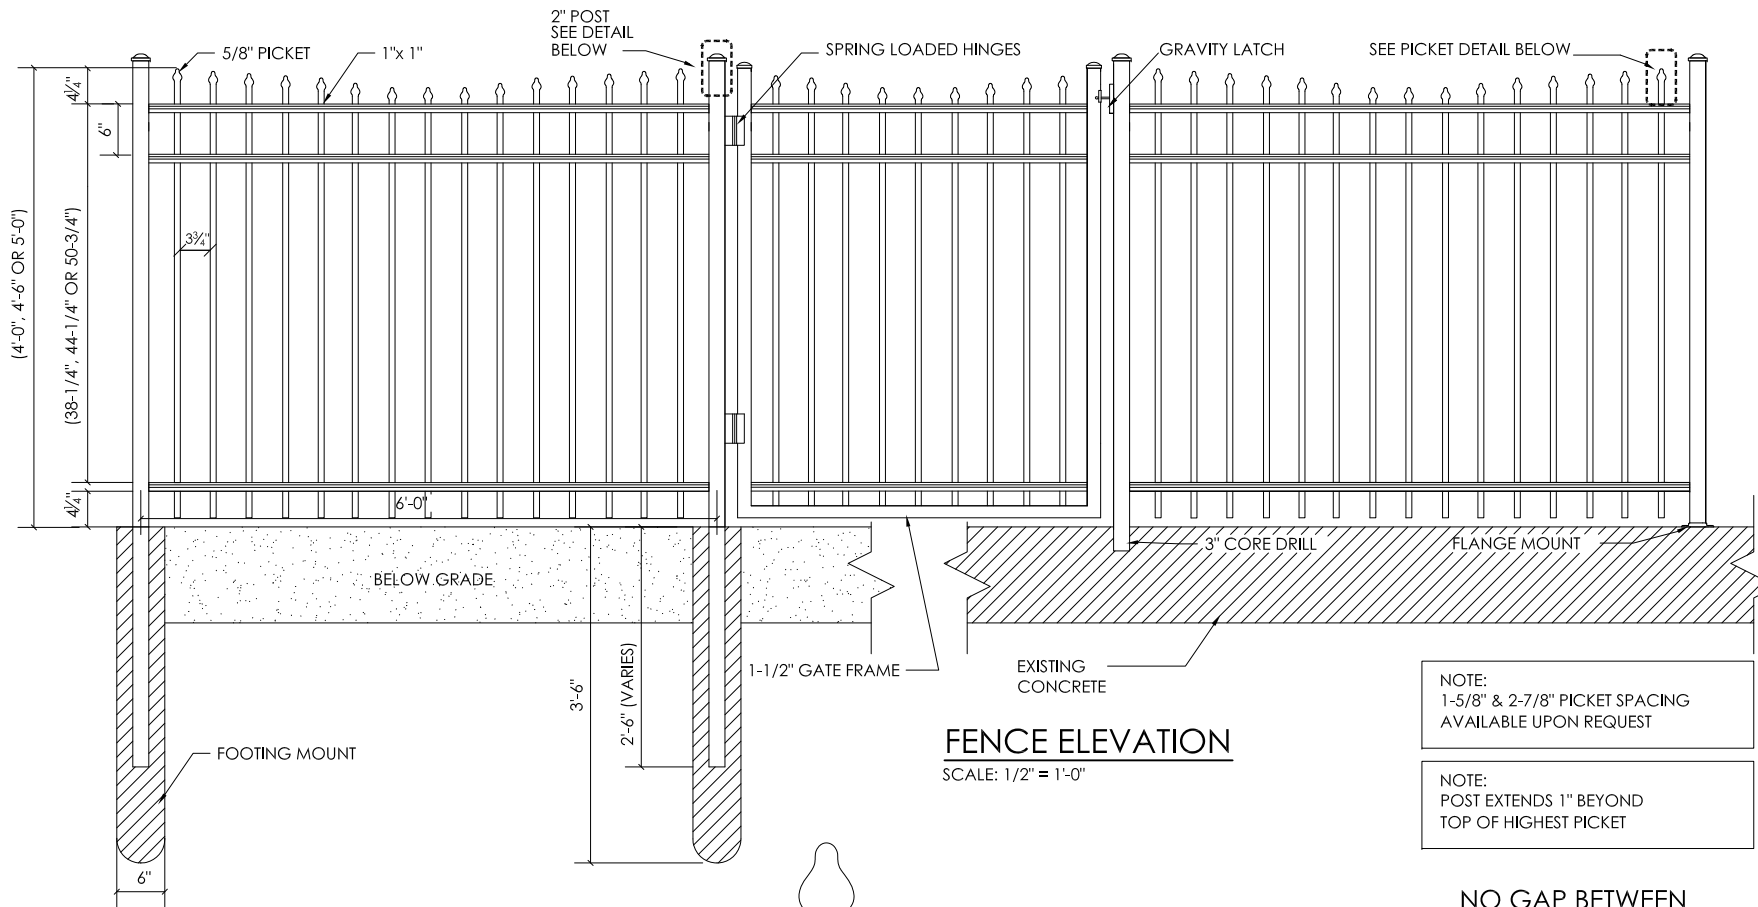 2" POST
SEE DETAIL
BELOW
5/8" PICKET
1"x 1"
SPRING LOADED HINGES
GRAVITY LATCH
SEE PICKET DETAIL BELOW
4¼"
6"
(4'-0", 4'-6" OR 5'-0")
(38-1/4", 44-1/4" OR 50-3/4")
3¾"
4¼"
6'-0"
3" CORE DRILL
FLANGE MOUNT
BELOW GRADE
1-1/2" GATE FRAME
EXISTING
CONCRETE
3'-6"
2'-6" (VARIES)
FOOTING MOUNT
6"
FENCE ELEVATION
SCALE: 1/2" = 1'-0"
NOTE:
1-5/8" & 2-7/8" PICKET SPACING
AVAILABLE UPON REQUEST
NOTE:
POST EXTENDS 1" BEYOND
TOP OF HIGHEST PICKET
NO GAP BETWEEN